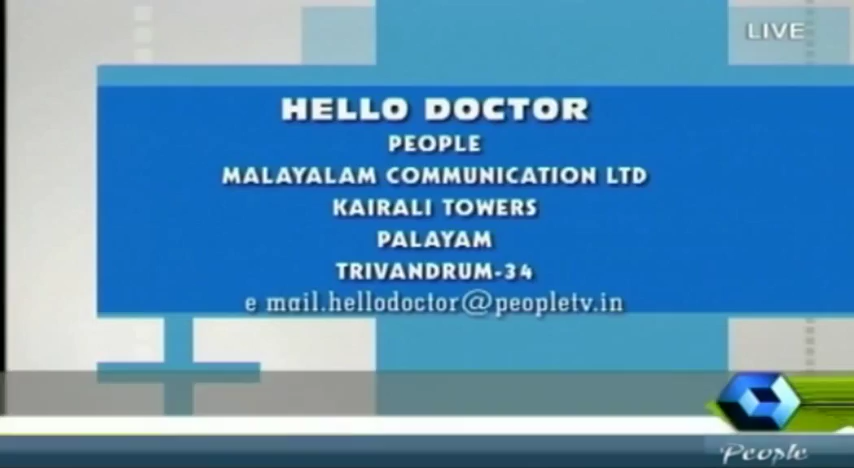 LIVE
HELLO DOCTOR
PEOPLE
MALAYALAM COMMUNICATION LTD
KAIRALI TOWERS
PALAYAM
TRIVANDRUM-34
e mail.hellodoctor@peopletv.in
People